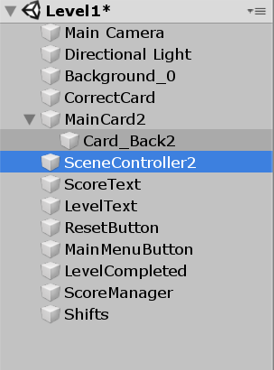 Level1*
Main Camera
Directional Light
Background_0
CorrectCard
MainCard2
Card_Back2
SceneController2
ScoreText
LevelText
ResetButton
MainMenuButton
LevelCompleted
ScoreManager
Shifts